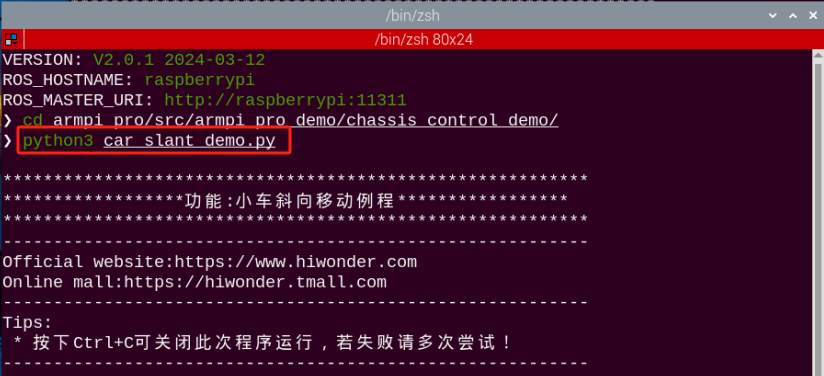 /bin/zsh
/bin/zsh 80x24
VERSION: V2.0.1 2024-03-12
ROS_HOSTNAME: raspberrypi
ROS_MASTER_URI: http://raspberrypi:11311
❯ cd armpi_pro/src/armpi_pro_demo/chassis_control_demo/
❯ python3 car_slant_demo.py
**********************************************************
******************功能:小车斜向移动例程*****************
**********************************************************
----------------------------------------------------------
Official website:https://www.hiwonder.com
Online mall:https://hiwonder.tmall.com
----------------------------------------------------------
Tips:
* 按下Ctrl+C可关闭此次程序运行，若失败请多次尝试！
----------------------------------------------------------